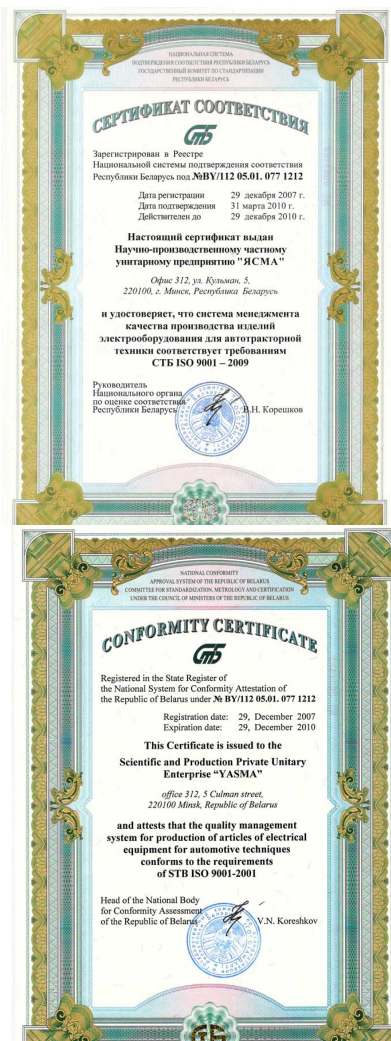 НАЦИОНАЛЬНАЯ СИСТЕМА
ПОДТВЕРЖДЕНИЯ СООТВЕТСТВИЯ РЕСПУБЛИКИ БЕЛАРУСЬ
ГОСУДАРСТВЕННЫЙ КОМИТЕТ ПО СТАНДАРТИЗАЦИИ
РЕСПУБЛИКИ БЕЛАРУСЬ
СЕРТИФИКАТ СООТВЕТСТВИЯ
СТБ
Зарегистрирован в Реестре
Национальной системы подтверждения соответствия
Республики Беларусь под №BY/112 05.01. 077 1212
Дата регистрации 29 декабря 2007 г.
Дата подтверждения 31 марта 2010 г.
Действителен до 29 декабря 2010 г.
Настоящий сертификат выдан
Научно-производственному частному
унитарному предприятию "ЯСМА"
Офис 312, ул. Кульман, 5,
220100, г. Минск, Республика Беларусь
и удостоверяет, что система менеджмента
качества производства изделий
электрооборудования для автотракторной
техники соответствует требованиям
СТБ ISO 9001 – 2009
Руководитель
Национального органа
по оценке соответствия
Республики Беларусь В.Н. Корешков
NATIONAL CONFORMITY
APPROVAL SYSTEM OF THE REPUBLIC OF BELARUS
COMMITTEE FOR STANDARDIZATION, METROLOGY AND CERTIFICATION
UNDER THE COUNCIL OF MINISTERS OF THE REPUBLIC OF BELARUS
CONFORMITY CERTIFICATE
СТБ
Registered in the State Register of
the National System for Conformity Attestation of
the Republic of Belarus under № BY/112 05.01. 077 1212
Registration date: 29, December 2007
Expiration date: 29, December 2010
This Certificate is issued to the
Scientific and Production Private Unitary
Enterprise “YASMA”
office 312, 5 Culman street,
220100 Minsk, Republic of Belarus
and attests that the quality management
system for production of articles of electrical
equipment for automotive techniques
conforms to the requirements
of STB ISO 9001-2001
Head of the National Body
for Conformity Assessment
of the Republic of Belarus V.N. Koreshkov